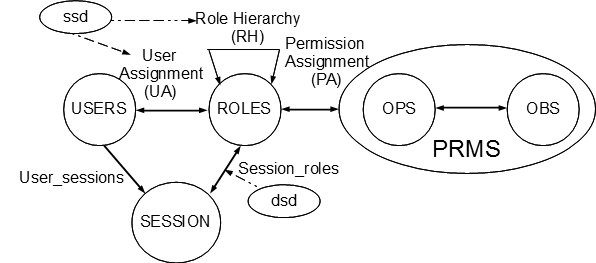 ssd
Role Hierarchy
(RH)
User
Assignment
(UA)
Permission
Assignment
(PA)
USERS
ROLES
OPS
OBS
PRMS
User_sessions
Session_roles
dsd
SESSION